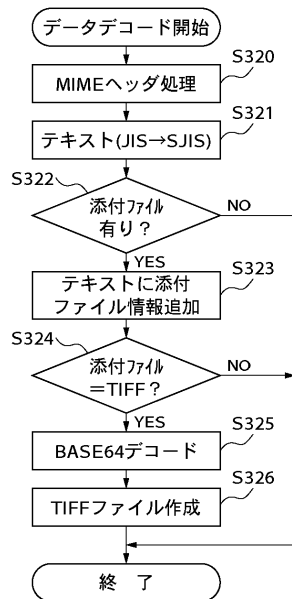 データデコード開始
S320
MIMEヘッダ処理
S321
テキスト(JIS→SJIS)
S322
添付ファイル
有り？
NO
YES
S323
テキストに添付
ファイル情報追加
S324
添付ファイル
=TIFF？
NO
YES
S325
BASE64デコード
S326
TIFFファイル作成
終 了